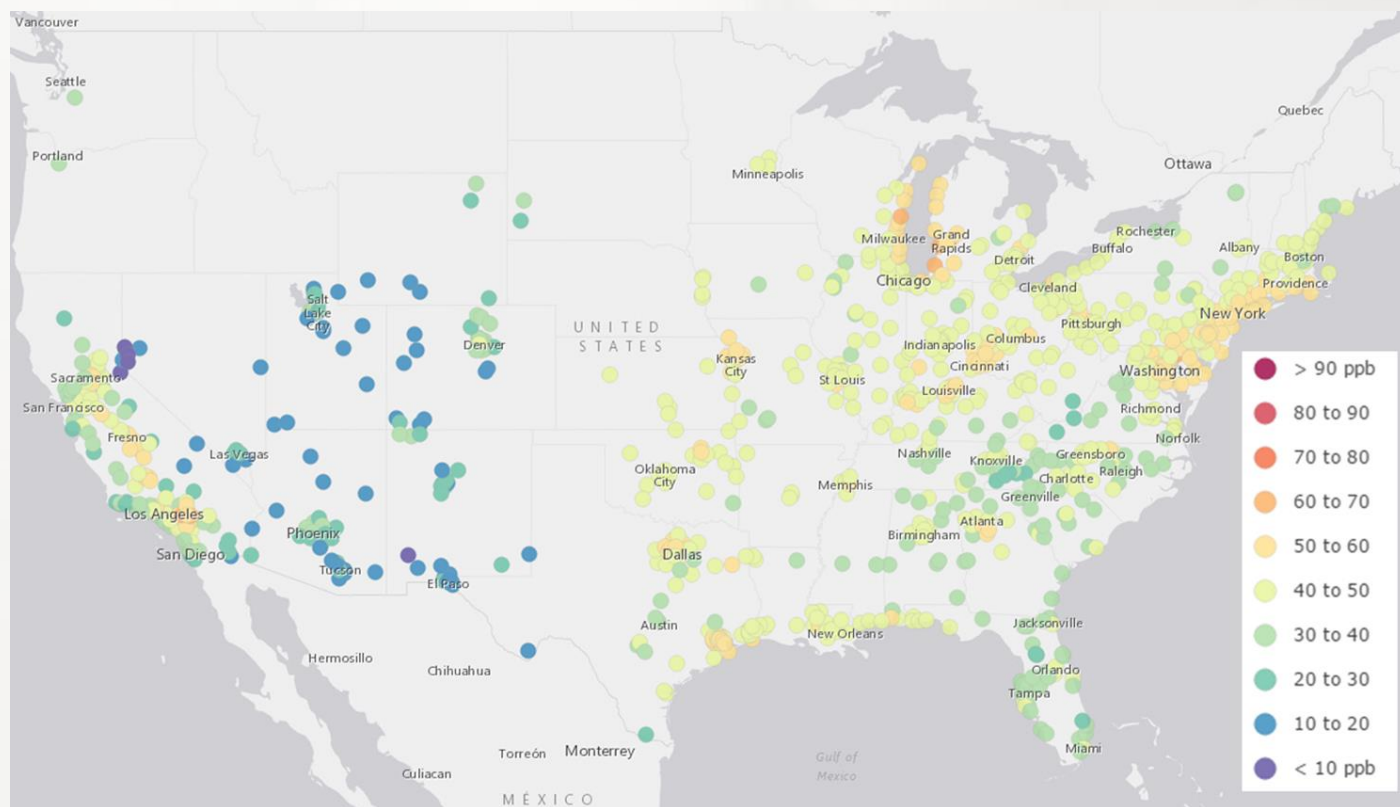 Vancouver
Seattle
Portland
Quebec
Ottawa
Minneapolis
Milwaukee
Grand
Rapids
Detroit
Rochester
Buffalo
Albany
Boston
Chicago
Cleveland
Providence
Salt
Lake
City
UNITED
STATES
New York
Denver
Kansas
City
Indianapolis
Columbus
Pittsburgh
Sacramento
St Louis
Cincinnati
Washington
Louisville
San Francisco
Richmond
Fresno
Las Vegas
Norfolk
Nashville
Knoxville
Greensboro
Oklahoma
City
Memphis
Charlotte
Raleigh
Greenville
Los Angeles
Phoenix
Atlanta
Birmingham
San Diego
Tucson
El Paso
Dallas
Austin
New Orleans
Jacksonville
Hermosillo
Chihuahua
Orlando
Tampa
Torreón
Monterrey
Miami
Gulf of
Mexico
Culiacan
MÉXICO
> 90 ppb
80 to 90
70 to 80
60 to 70
50 to 60
40 to 50
30 to 40
20 to 30
10 to 20
< 10 ppb